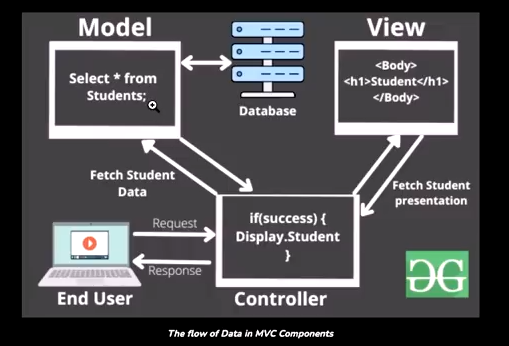 Model
View
Select * from
Students;
Database
<Body>
<h1>Student</h1>
</Body>
Fetch Student
Data
Fetch Student
presentation
Request
Response
if(success) {
Display.Student
}
End User
Controller
The flow of Data in MVC Components